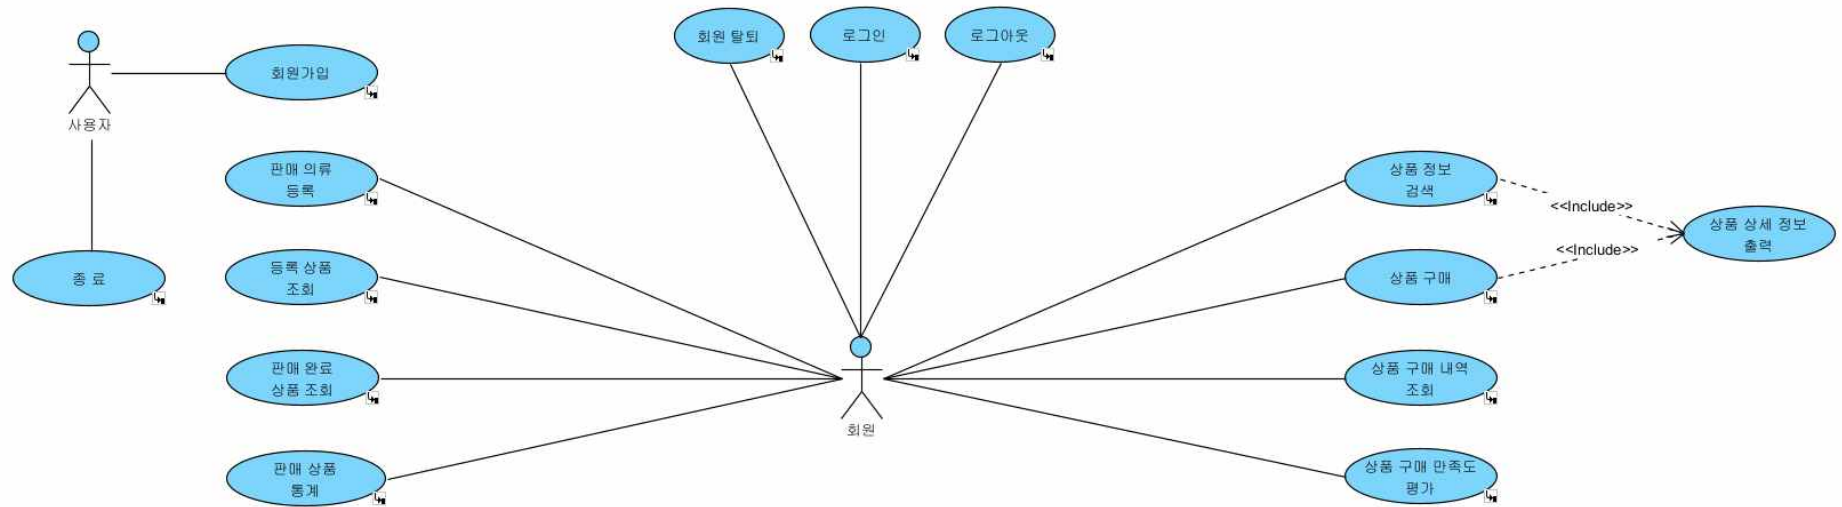 회원 탈퇴
로그인
로그아웃
회원가입
사용자
판매 의류
등록
상품 정보
검색
<<Include>>
상품 상세 정보
출력
<<Include>>
종 료
등록 상품
조회
상품 구매
판매 완료
상품 조회
상품 구매 내역
조회
회원
판매 상품
통계
상품 구매 만족도
평가